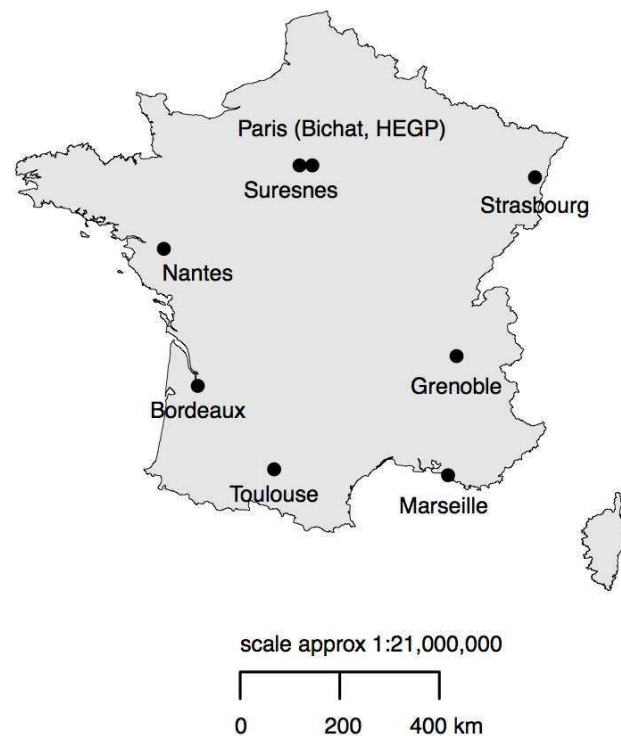 Paris (Bichat, HEGP)
Suresnes
Strasbourg
Nantes
Grenoble
Bordeaux
Toulouse
Marseille
scale approx 1:21,000,000
0 200 400 km